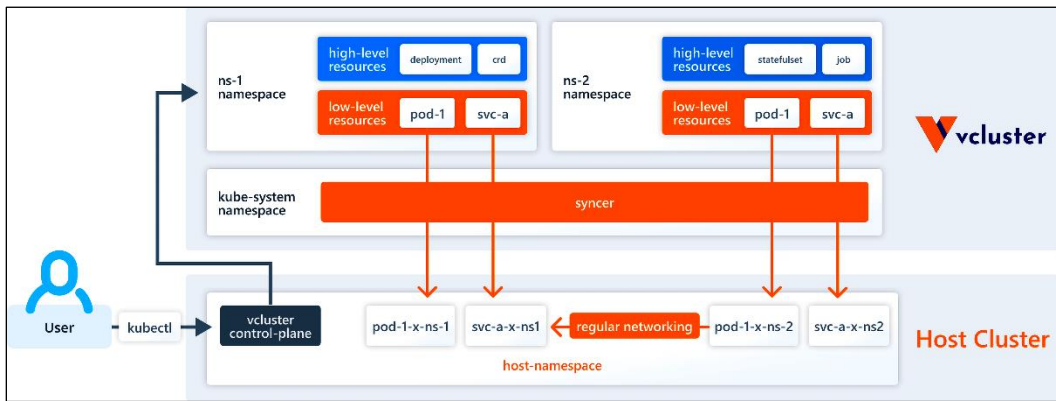 high-level
resources
deployment
crd
ns-1
namespace
low-level
resources
pod-1
svc-a
high-level
resources
statefulset
job
ns-2
namespace
low-level
resources
pod-1
svc-a
vcluster
kube-system
namespace
syncer
User
kubectl
vcluster
control-plane
pod-1-x-ns-1
svc-a-x-ns1
regular networking
pod-1-x-ns-2
svc-a-x-ns2
host-namespace
Host Cluster